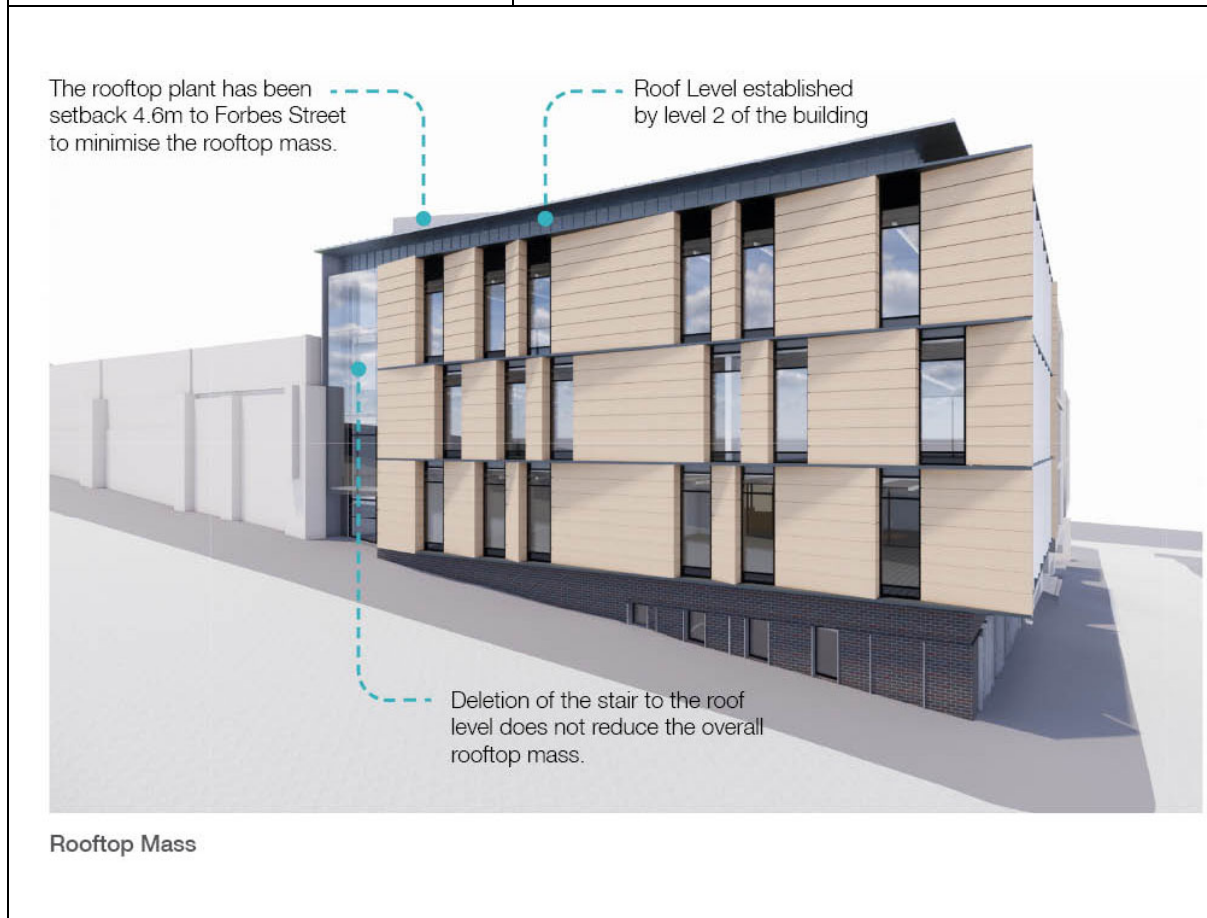 The rooftop plant has been
setback 4.6m to Forbes Street
to minimise the rooftop mass.
Roof Level established
by level 2 of the building
Deletion of the stair to the roof
level does not reduce the overall
rooftop mass.
Rooftop Mass